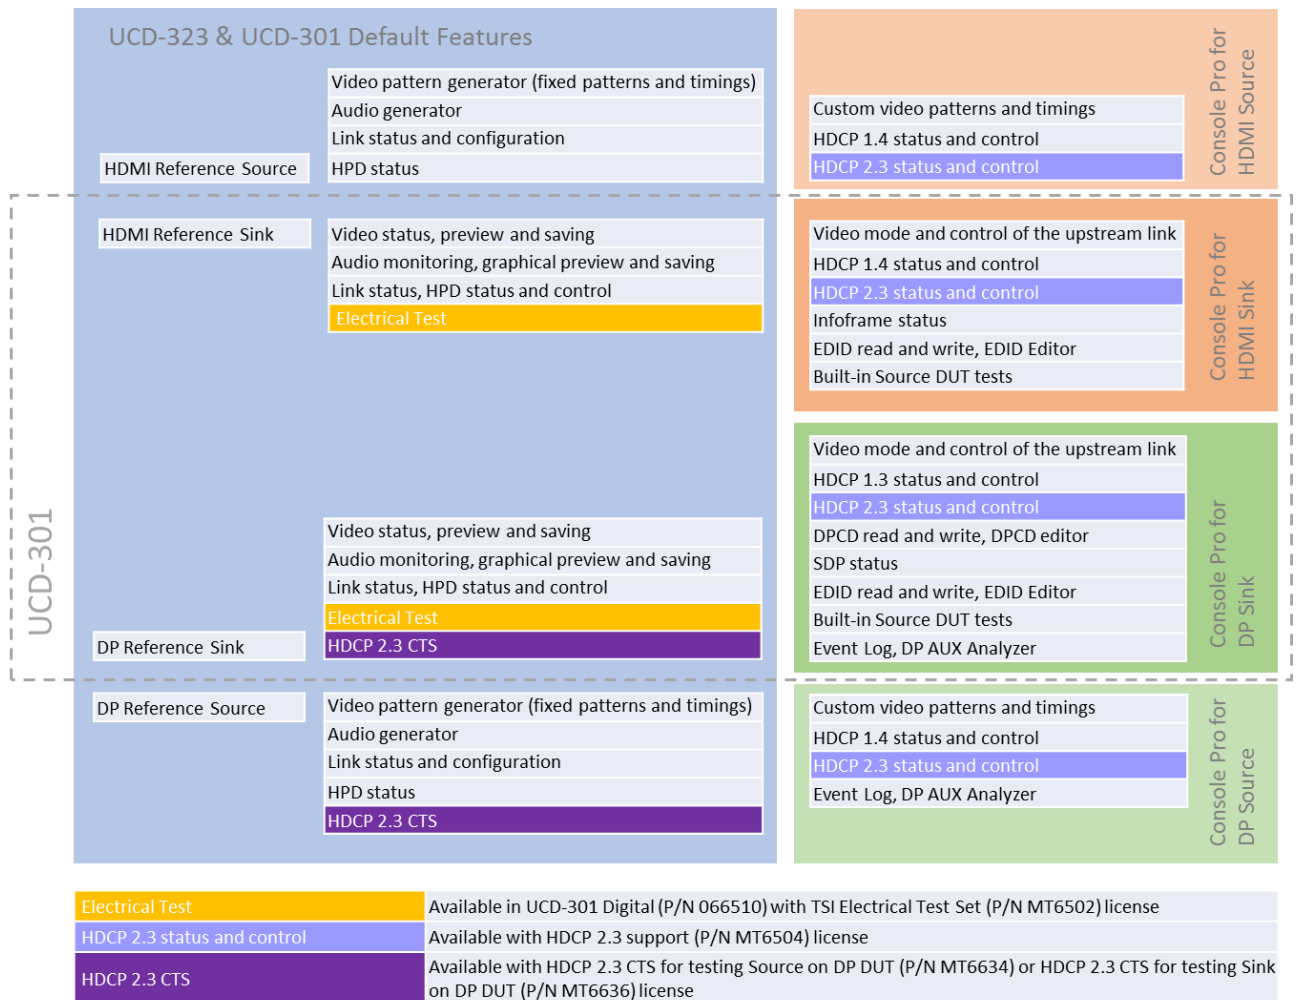 UCD-323 & UCD-301 Default Features
Video pattern generator (fixed patterns and timings)
Audio generator
Link status and configuration
HDMI Reference Source
HPD status
Custom video patterns and timings
HDCP 1.4 status and control
HDCP 2.3 status and control
Console Pro for
HDMI Source
UCD-301
HDMI Reference Sink
Video status, preview and saving
Audio monitoring, graphical preview and saving
Link status, HPD status and control
Electrical Test
Video mode and control of the upstream link
HDCP 1.4 status and control
HDCP 2.3 status and control
Infoframe status
EDID read and write, EDID Editor
Built-in Source DUT tests
Console Pro for
HDMI Sink
Video status, preview and saving
Audio monitoring, graphical preview and saving
Link status, HPD status and control
Electrical Test
DP Reference Sink
HDCP 2.3 CTS
Video mode and control of the upstream link
HDCP 1.3 status and control
HDCP 2.3 status and control
DPCD read and write, DPCD editor
SDP status
EDID read and write, EDID Editor
Built-in Source DUT tests
Event Log, DP AUX Analyzer
Console Pro for
DP Sink
DP Reference Source
Video pattern generator (fixed patterns and timings)
Audio generator
Link status and configuration
HPD status
HDCP 2.3 CTS
Custom video patterns and timings
HDCP 1.4 status and control
HDCP 2.3 status and control
Event Log, DP AUX Analyzer
Console Pro for
DP Source
Electrical Test
Available in UCD-301 Digital (P/N 066510) with TSI Electrical Test Set (P/N MT6502) license
HDCP 2.3 status and control
Available with HDCP 2.3 support (P/N MT6504) license
HDCP 2.3 CTS
Available with HDCP 2.3 CTS for testing Source on DP DUT (P/N MT6634) or HDCP 2.3 CTS for testing Sink
on DP DUT (P/N MT6636) license